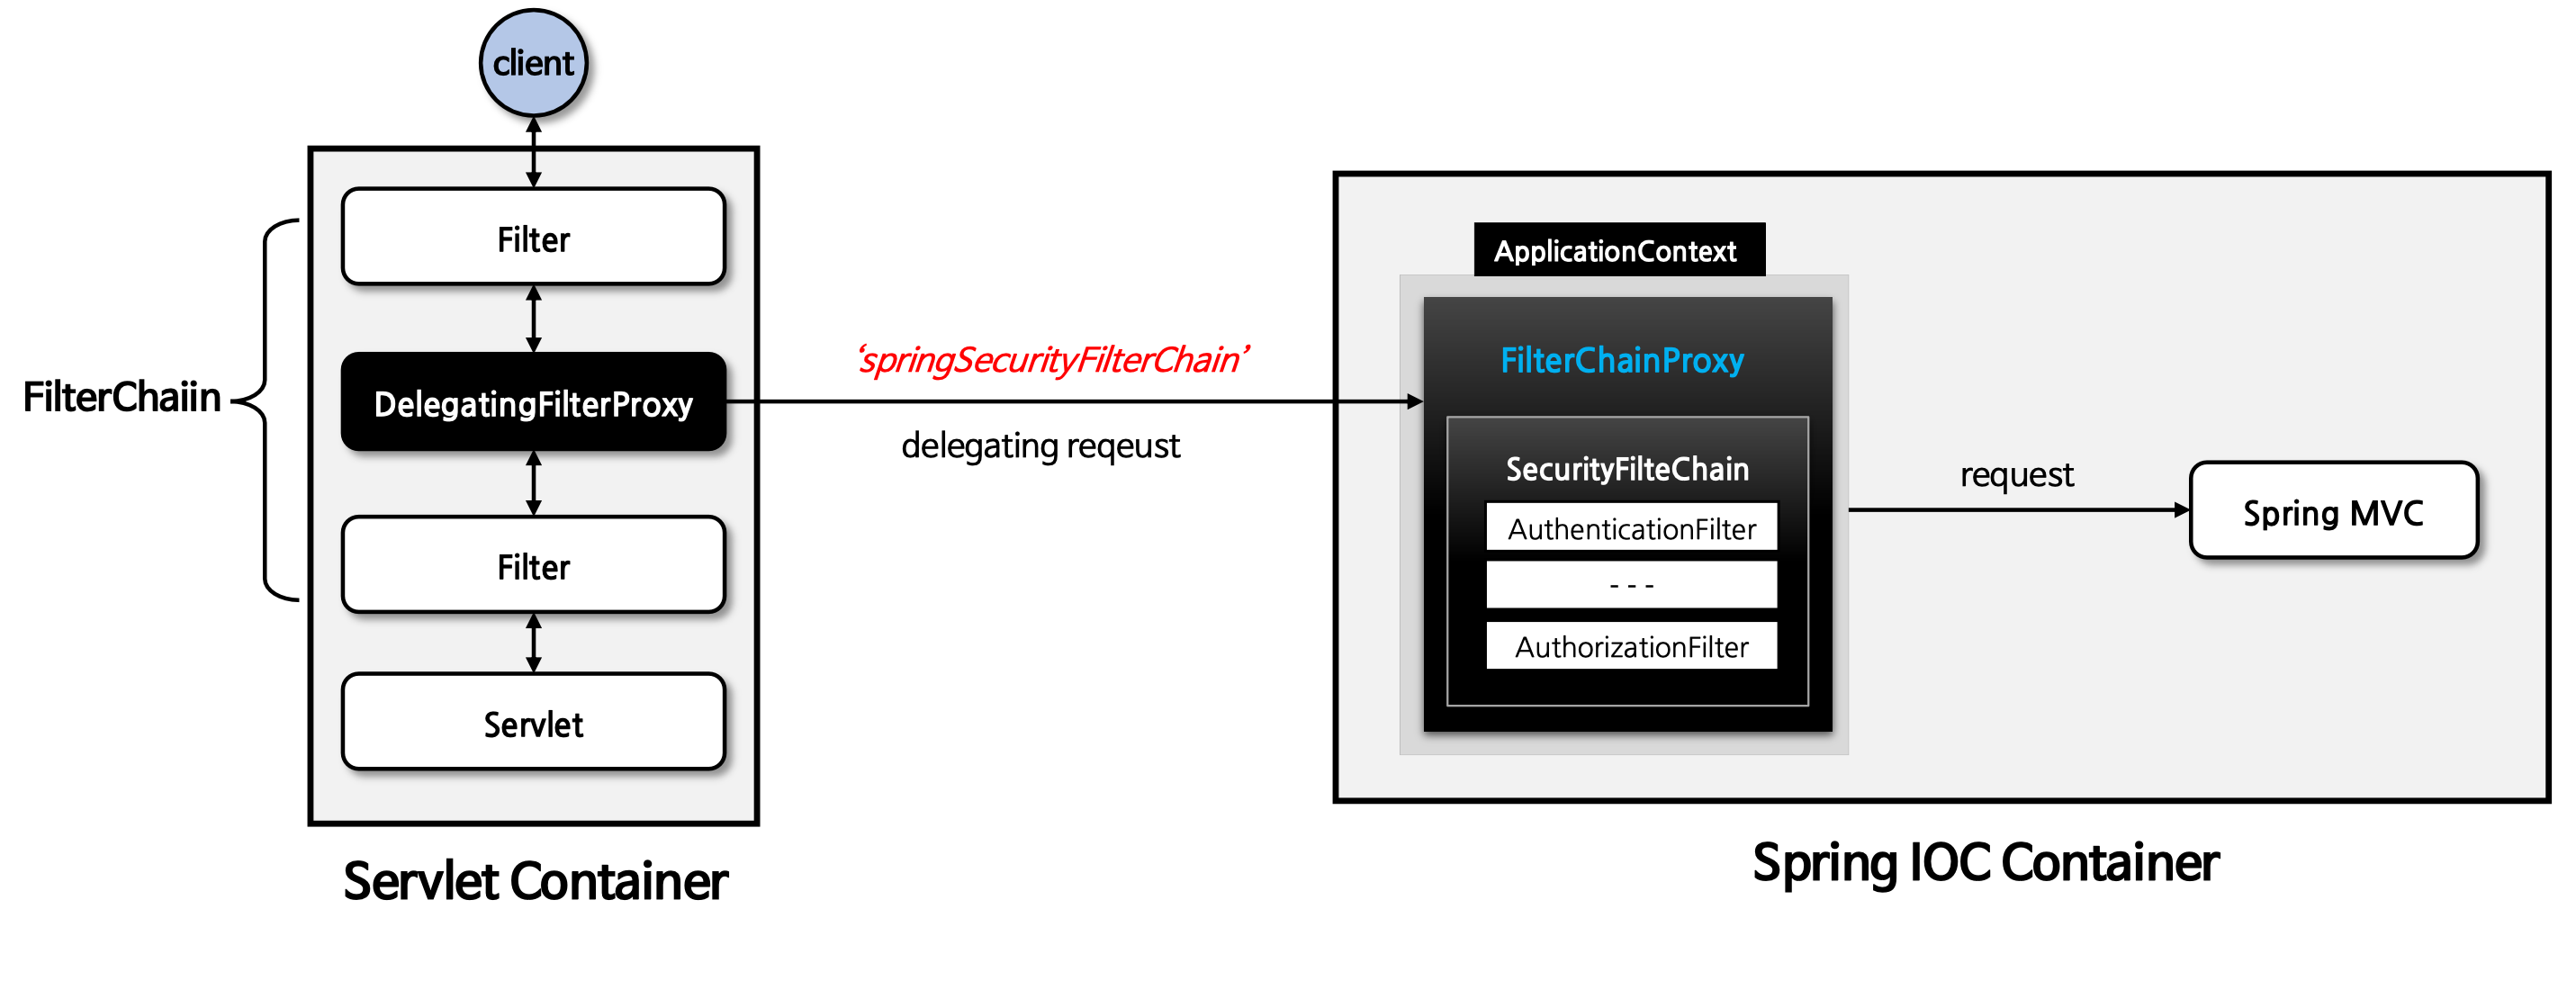 client
Filter
FilterChaiin
DelegatingFilterProxy
Filter
Servlet
Servlet Container
‘springSecurityFilterChain’
delegating reqeust
ApplicationContext
FilterChainProxy
SecurityFilteChain
AuthenticationFilter
- - -
AuthorizationFilter
request
Spring MVC
Spring IOC Container